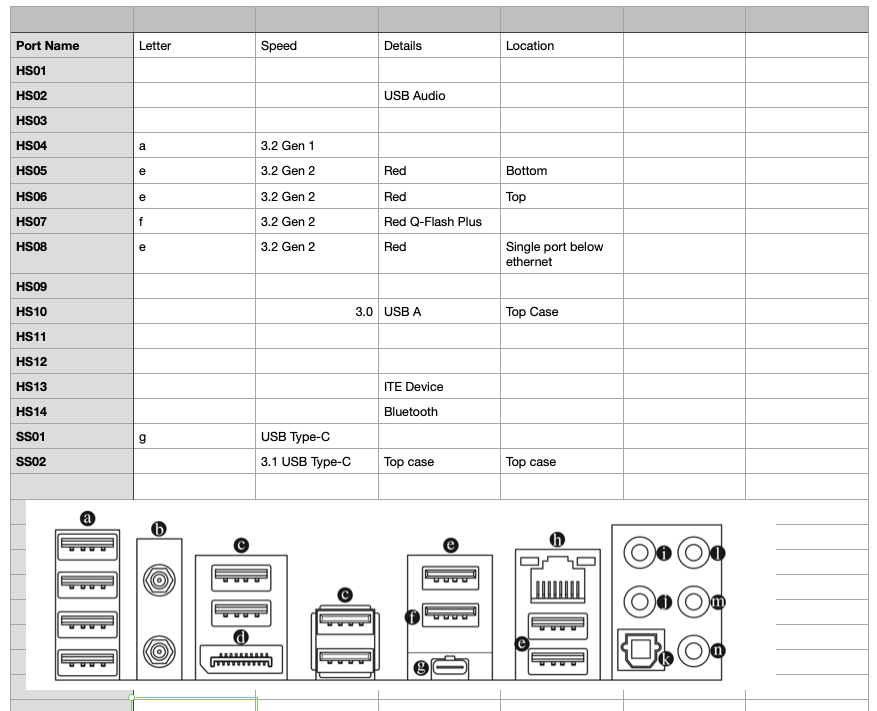 Port Name Letter Speed Details Location
HS01
HS02 USB Audio
HS03
HS04 a 3.2 Gen 1
HS05 e 3.2 Gen 2 Red Bottom
HS06 e 3.2 Gen 2 Red Top
HS07 f 3.2 Gen 2 Red Q-Flash Plus
HS08 e 3.2 Gen 2 Red Single port below
ethernet
HS09
HS10 3.0 USB A Top Case
HS11
HS12
HS13 ITE Device
HS14 Bluetooth
SS01 g USB Type-C
SS02 3.1 USB Type-C Top case Top case
a b c c d e f g h e i l j m k n